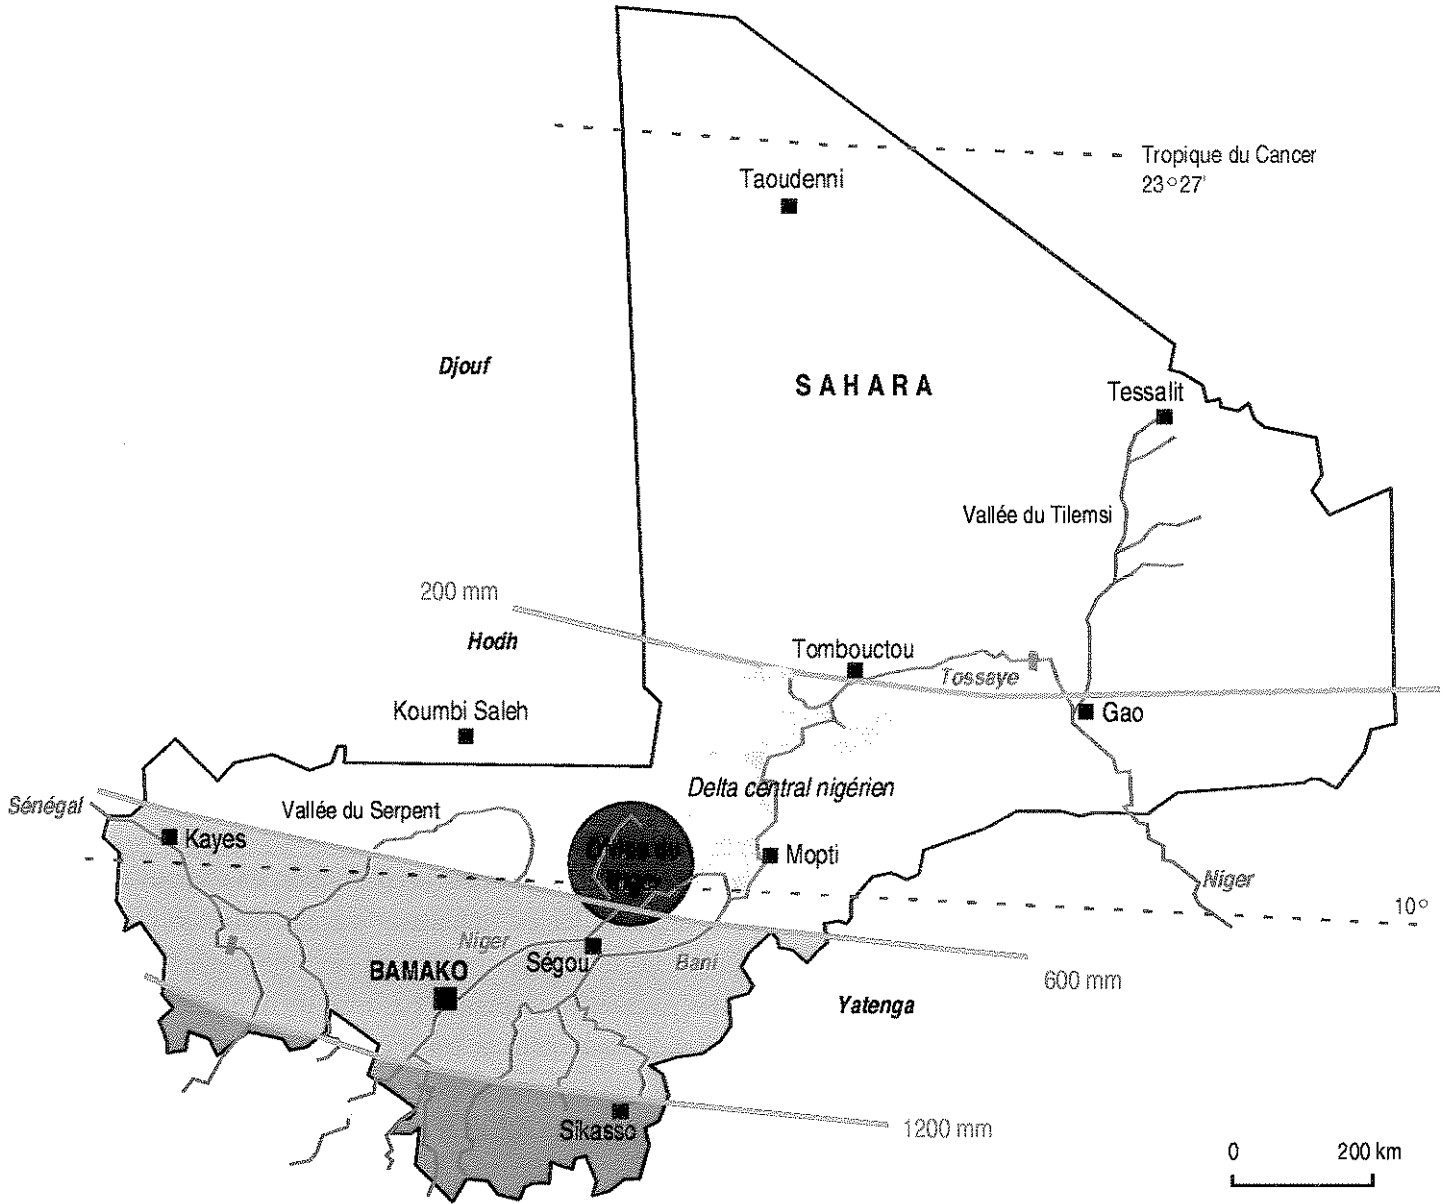 Tropique du Cancer
23°27'
Taoudenni
Djouf
SAHARA
Tessalit
Vallée du Tilemsi
200 mm
Hodh
Tombouctou
Tossaye
Koumbi Saleh
Gao
Delta central nigérien
Sénégal
Vallée du Serpent
Kayes
Mopti
Niger
10°
Niger
Ségou
Bani
BAMAKO
600 mm
Yatenga
1200 mm
Sikasso
0 200 km